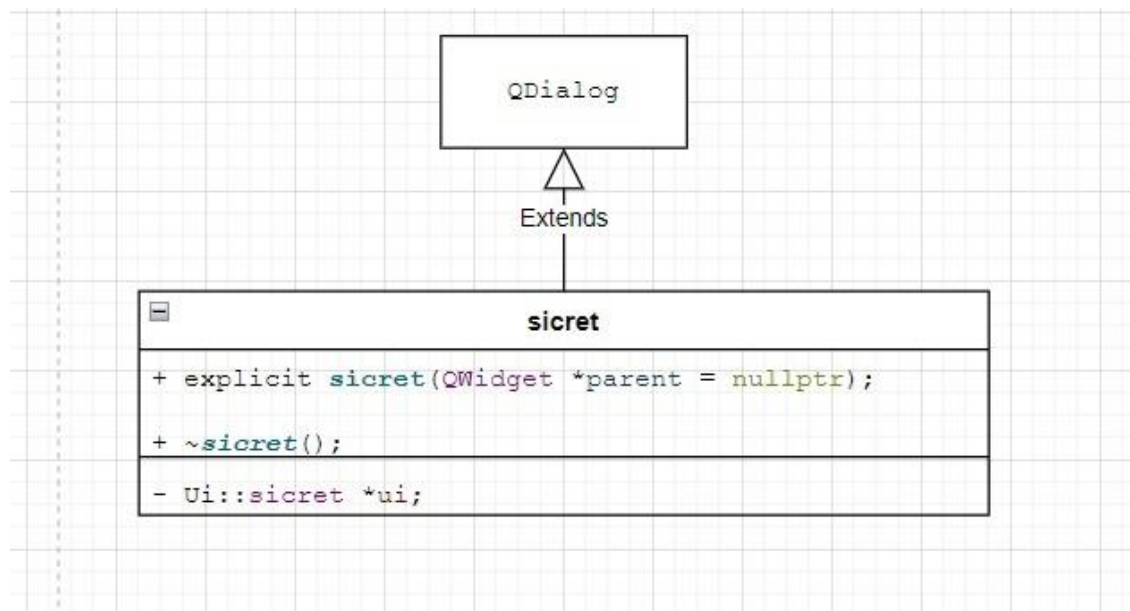 QDialog
Extends
sicret
+ explicit sicret(QWidget *parent = nullptr);
+ ~sicret();
- Ui::sicret *ui;